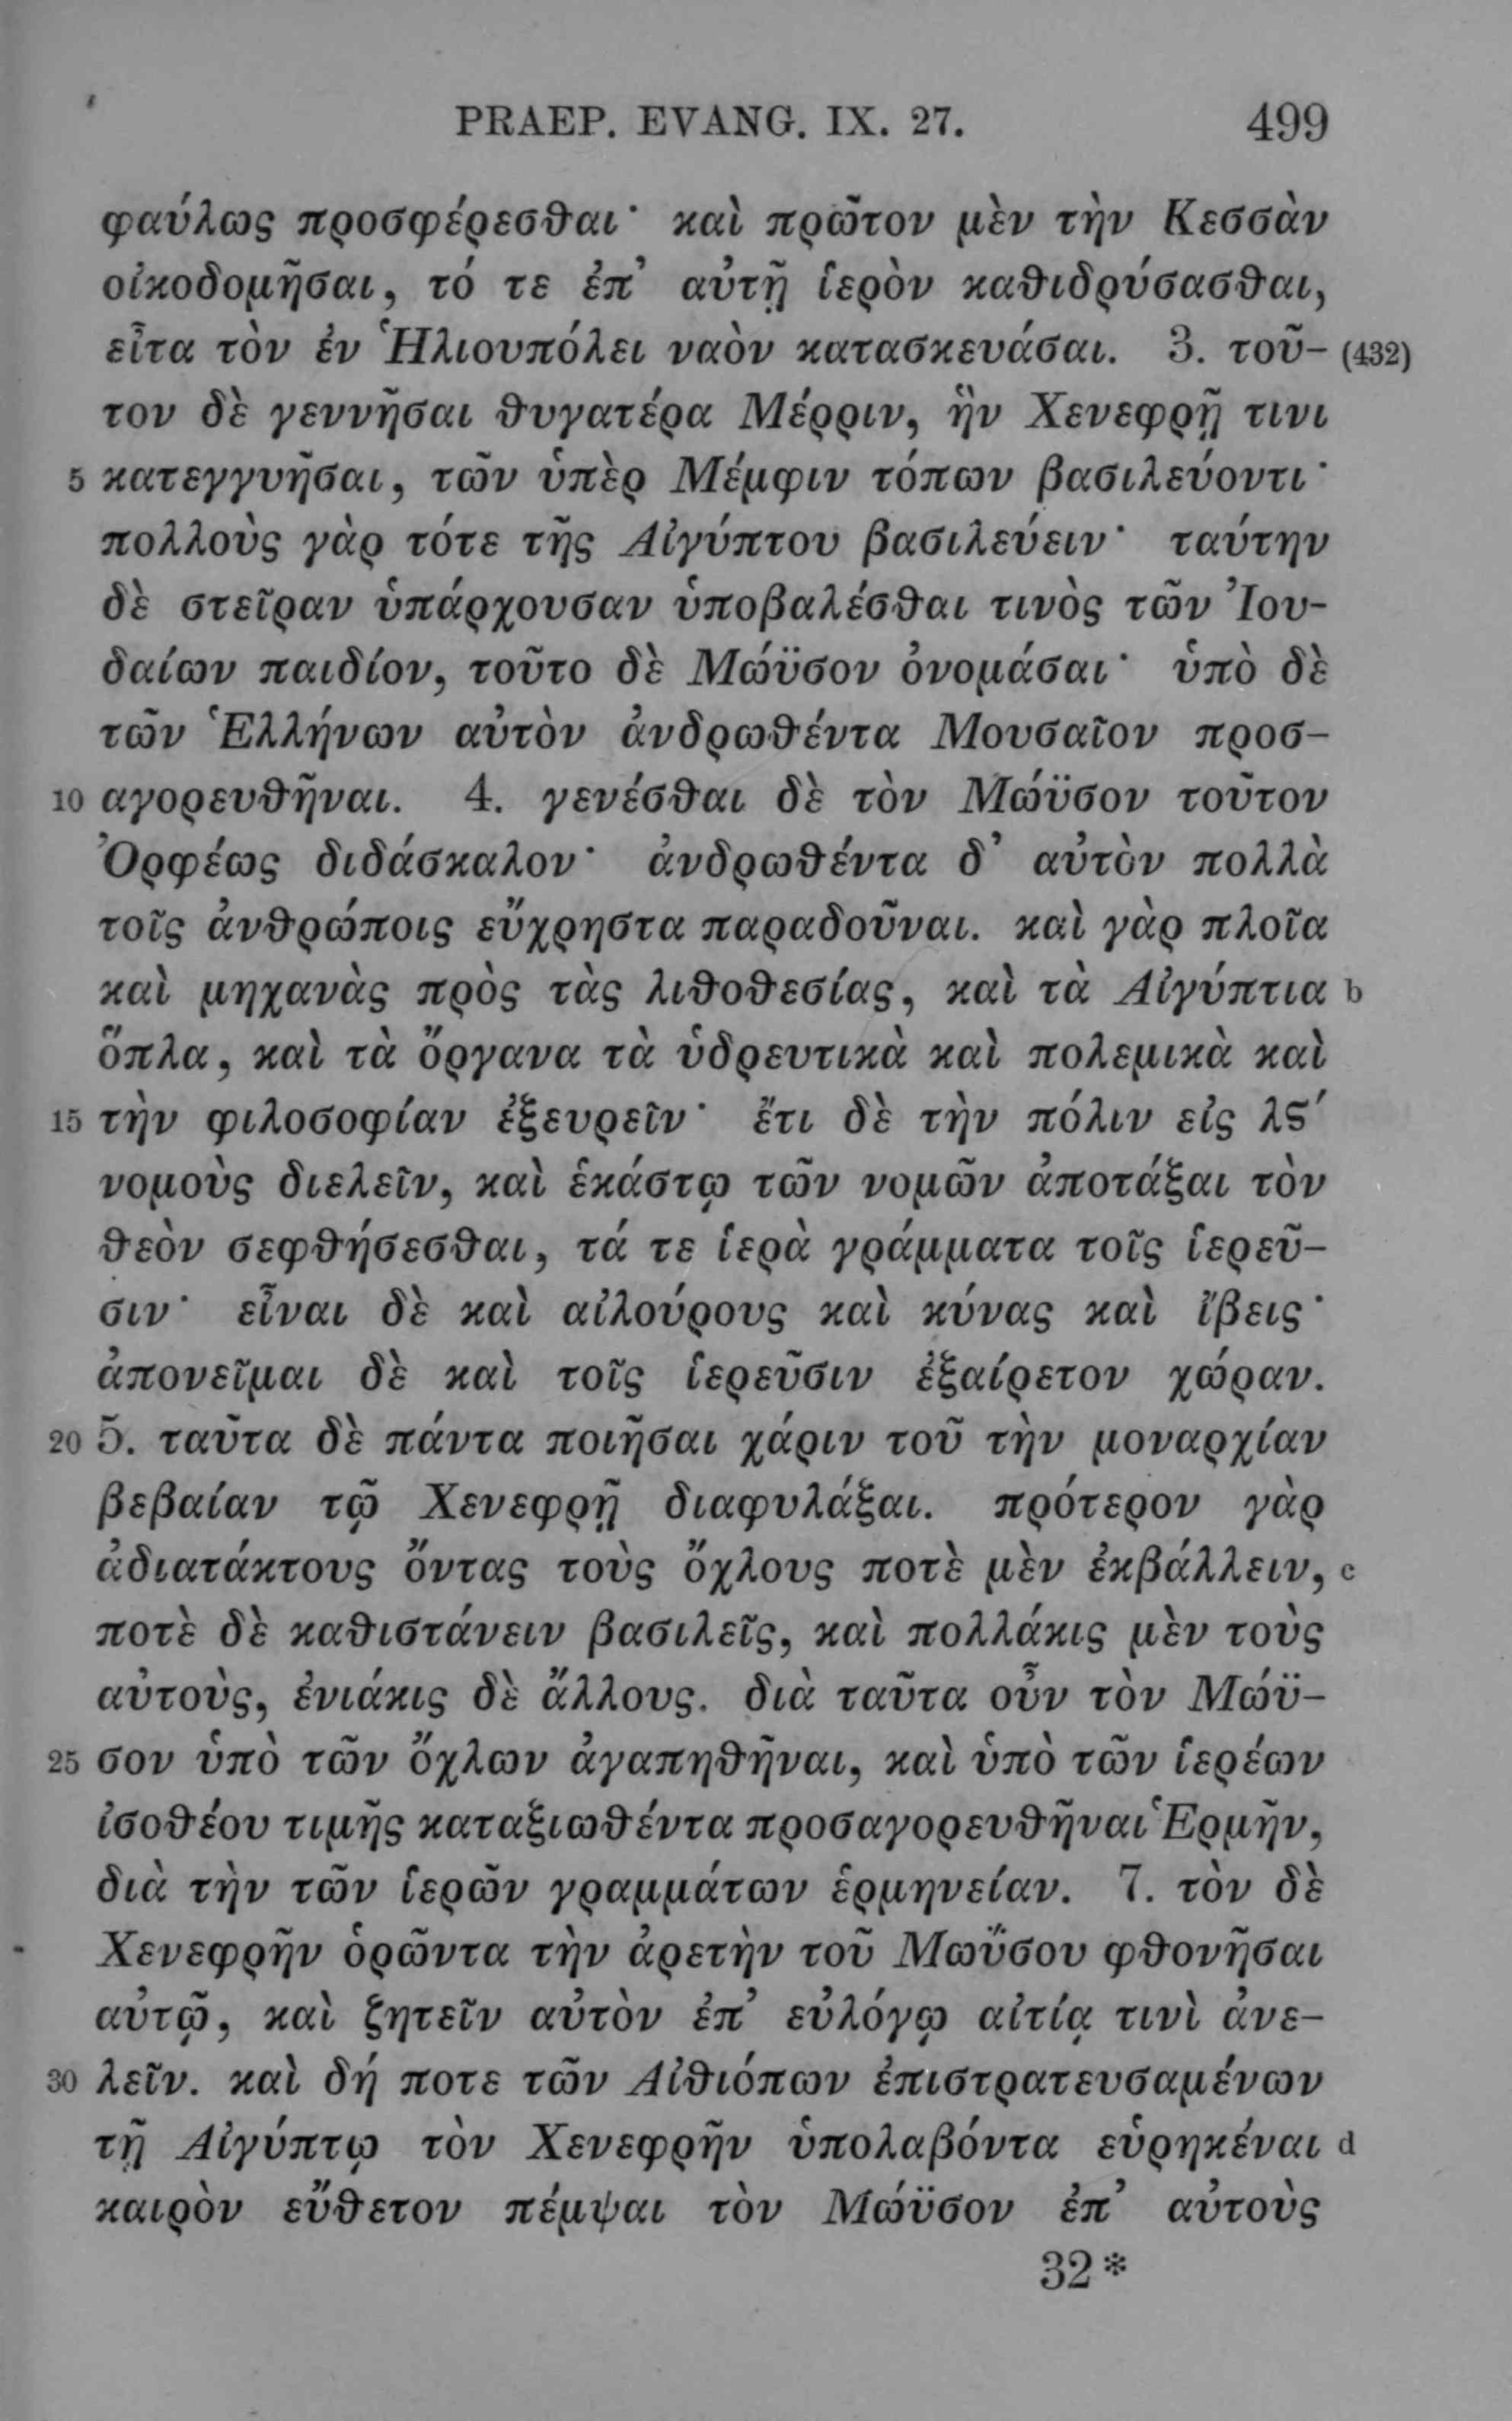 PRAEP. EVANG. IX. 27. 499
φαύλως προσφέρεσθαι· καὶ πρῶτον μὲν τὴν Κεσσὰν
οἰκοδομῆσαι, τό τε ἐπ’ αὐτῇ ἱερὸν καθιδρύσασθαι,
εἶτα τὸν ἐν Ἡλιουπόλει ναὸν κατασκευάσαι. 3. τοῦ- (432)
τον δὲ γεννῆσαι θυγατέρα Μέρριν, ἣν Χενεφρῇ τινι
5 κατεγγυῆσαι, τῶν ὑπὲρ Μέμφιν τόπων βασιλεύοντι·
πολλοὺς γὰρ τότε τῆς Αἰγύπτου βασιλεύειν· ταύτην
δὲ στεῖραν ὑπάρχουσαν ὑποβαλέσθαι τινὸς τῶν Ἰου-
δαίων παιδίον, τοῦτο δὲ Μώϋσον ὀνομάσαι· ὑπὸ δὲ
τῶν Ἑλλήνων αὐτὸν ἀνδρωθέντα Μουσαῖον προσ-
10 αγορευθῆναι. 4. γενέσθαι δὲ τὸν Μώϋσον τοῦτον
Ὀρφέως διδάσκαλον· ἀνδρωθέντα δ’ αὐτὸν πολλὰ
τοῖς ἀνθρώποις εὔχρηστα παραδοῦναι. καὶ γὰρ πλοῖα
καὶ μηχανὰς πρὸς τὰς λιθοθεσίας, καὶ τὰ Αἰγύπτια b
ὅπλα, καὶ τὰ ὄργανα τὰ ὑδρευτικὰ καὶ πολεμικὰ καὶ
15 τὴν φιλοσοφίαν ἐξευρεῖν· ἔτι δὲ τὴν πόλιν εἰς λϛ′
νομοὺς διελεῖν, καὶ ἑκάστῳ τῶν νομῶν ἀποτάξαι τὸν
θεὸν σεφθήσεσθαι, τά τε ἱερὰ γράμματα τοῖς ἱερεῦ-
σιν· εἶναι δὲ καὶ αἰλούρους καὶ κύνας καὶ ἴβεις·
ἀπονεῖμαι δὲ καὶ τοῖς ἱερεῦσιν ἐξαίρετον χώραν.
20 5. ταῦτα δὲ πάντα ποιῆσαι χάριν τοῦ τὴν μοναρχίαν
βεβαίαν τῷ Χενεφρῇ διαφυλάξαι. πρότερον γὰρ
ἀδιατάκτους ὄντας τοὺς ὄχλους ποτὲ μὲν ἐκβάλλειν, c
ποτὲ δὲ καθιστάνειν βασιλεῖς, καὶ πολλάκις μὲν τοὺς
αὐτοὺς, ἐνιάκις δὲ ἄλλους. διὰ ταῦτα οὖν τὸν Μώϋ-
25 σον ὑπὸ τῶν ὄχλων ἀγαπηθῆναι, καὶ ὑπὸ τῶν ἱερέων
ἰσοθέου τιμῆς καταξιωθέντα προσαγορευθῆναι Ἑρμῆν,
διὰ τὴν τῶν ἱερῶν γραμμάτων ἑρμηνείαν. 7. τὸν δὲ
Χενεφρῆν ὁρῶντα τὴν ἀρετὴν τοῦ Μωΰσου φθονῆσαι
αὐτῷ, καὶ ζητεῖν αὐτὸν ἐπ’ εὐλόγῳ αἰτίᾳ τινὶ ἀνε-
30 λεῖν. καὶ δή ποτε τῶν Αἰθιόπων ἐπιστρατευσαμένων
τῇ Αἰγύπτῳ τὸν Χενεφρῆν ὑπολαβόντα εὑρηκέναι d
καιρὸν εὔθετον πέμψαι τὸν Μώϋσον ἐπ’ αὐτοὺς
32*